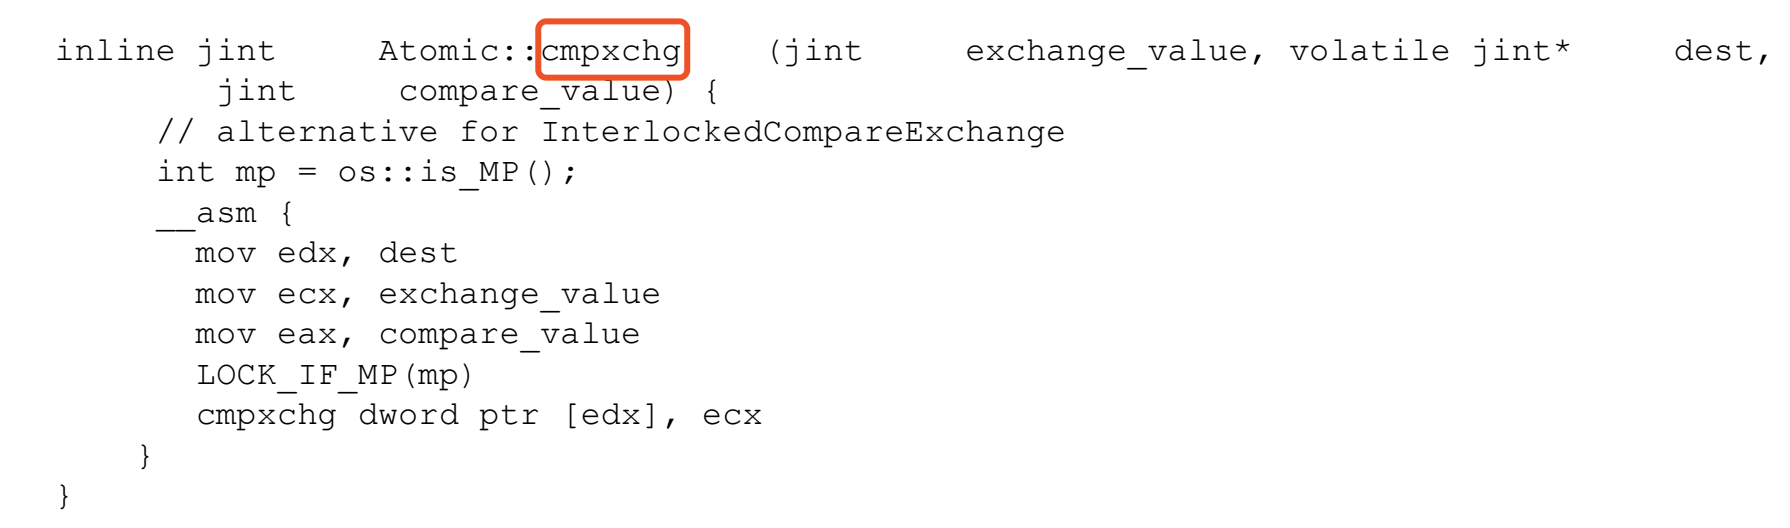 inline jint Atomic::cmpxchg (jint exchange_value, volatile jint* dest,
jint compare_value) {
// alternative for InterlockedCompareExchange
int mp = os::is_MP();
__asm {
mov edx, dest
mov ecx, exchange_value
mov eax, compare_value
LOCK_IF_MP(mp)
cmpxchg dword ptr [edx], ecx
}
}